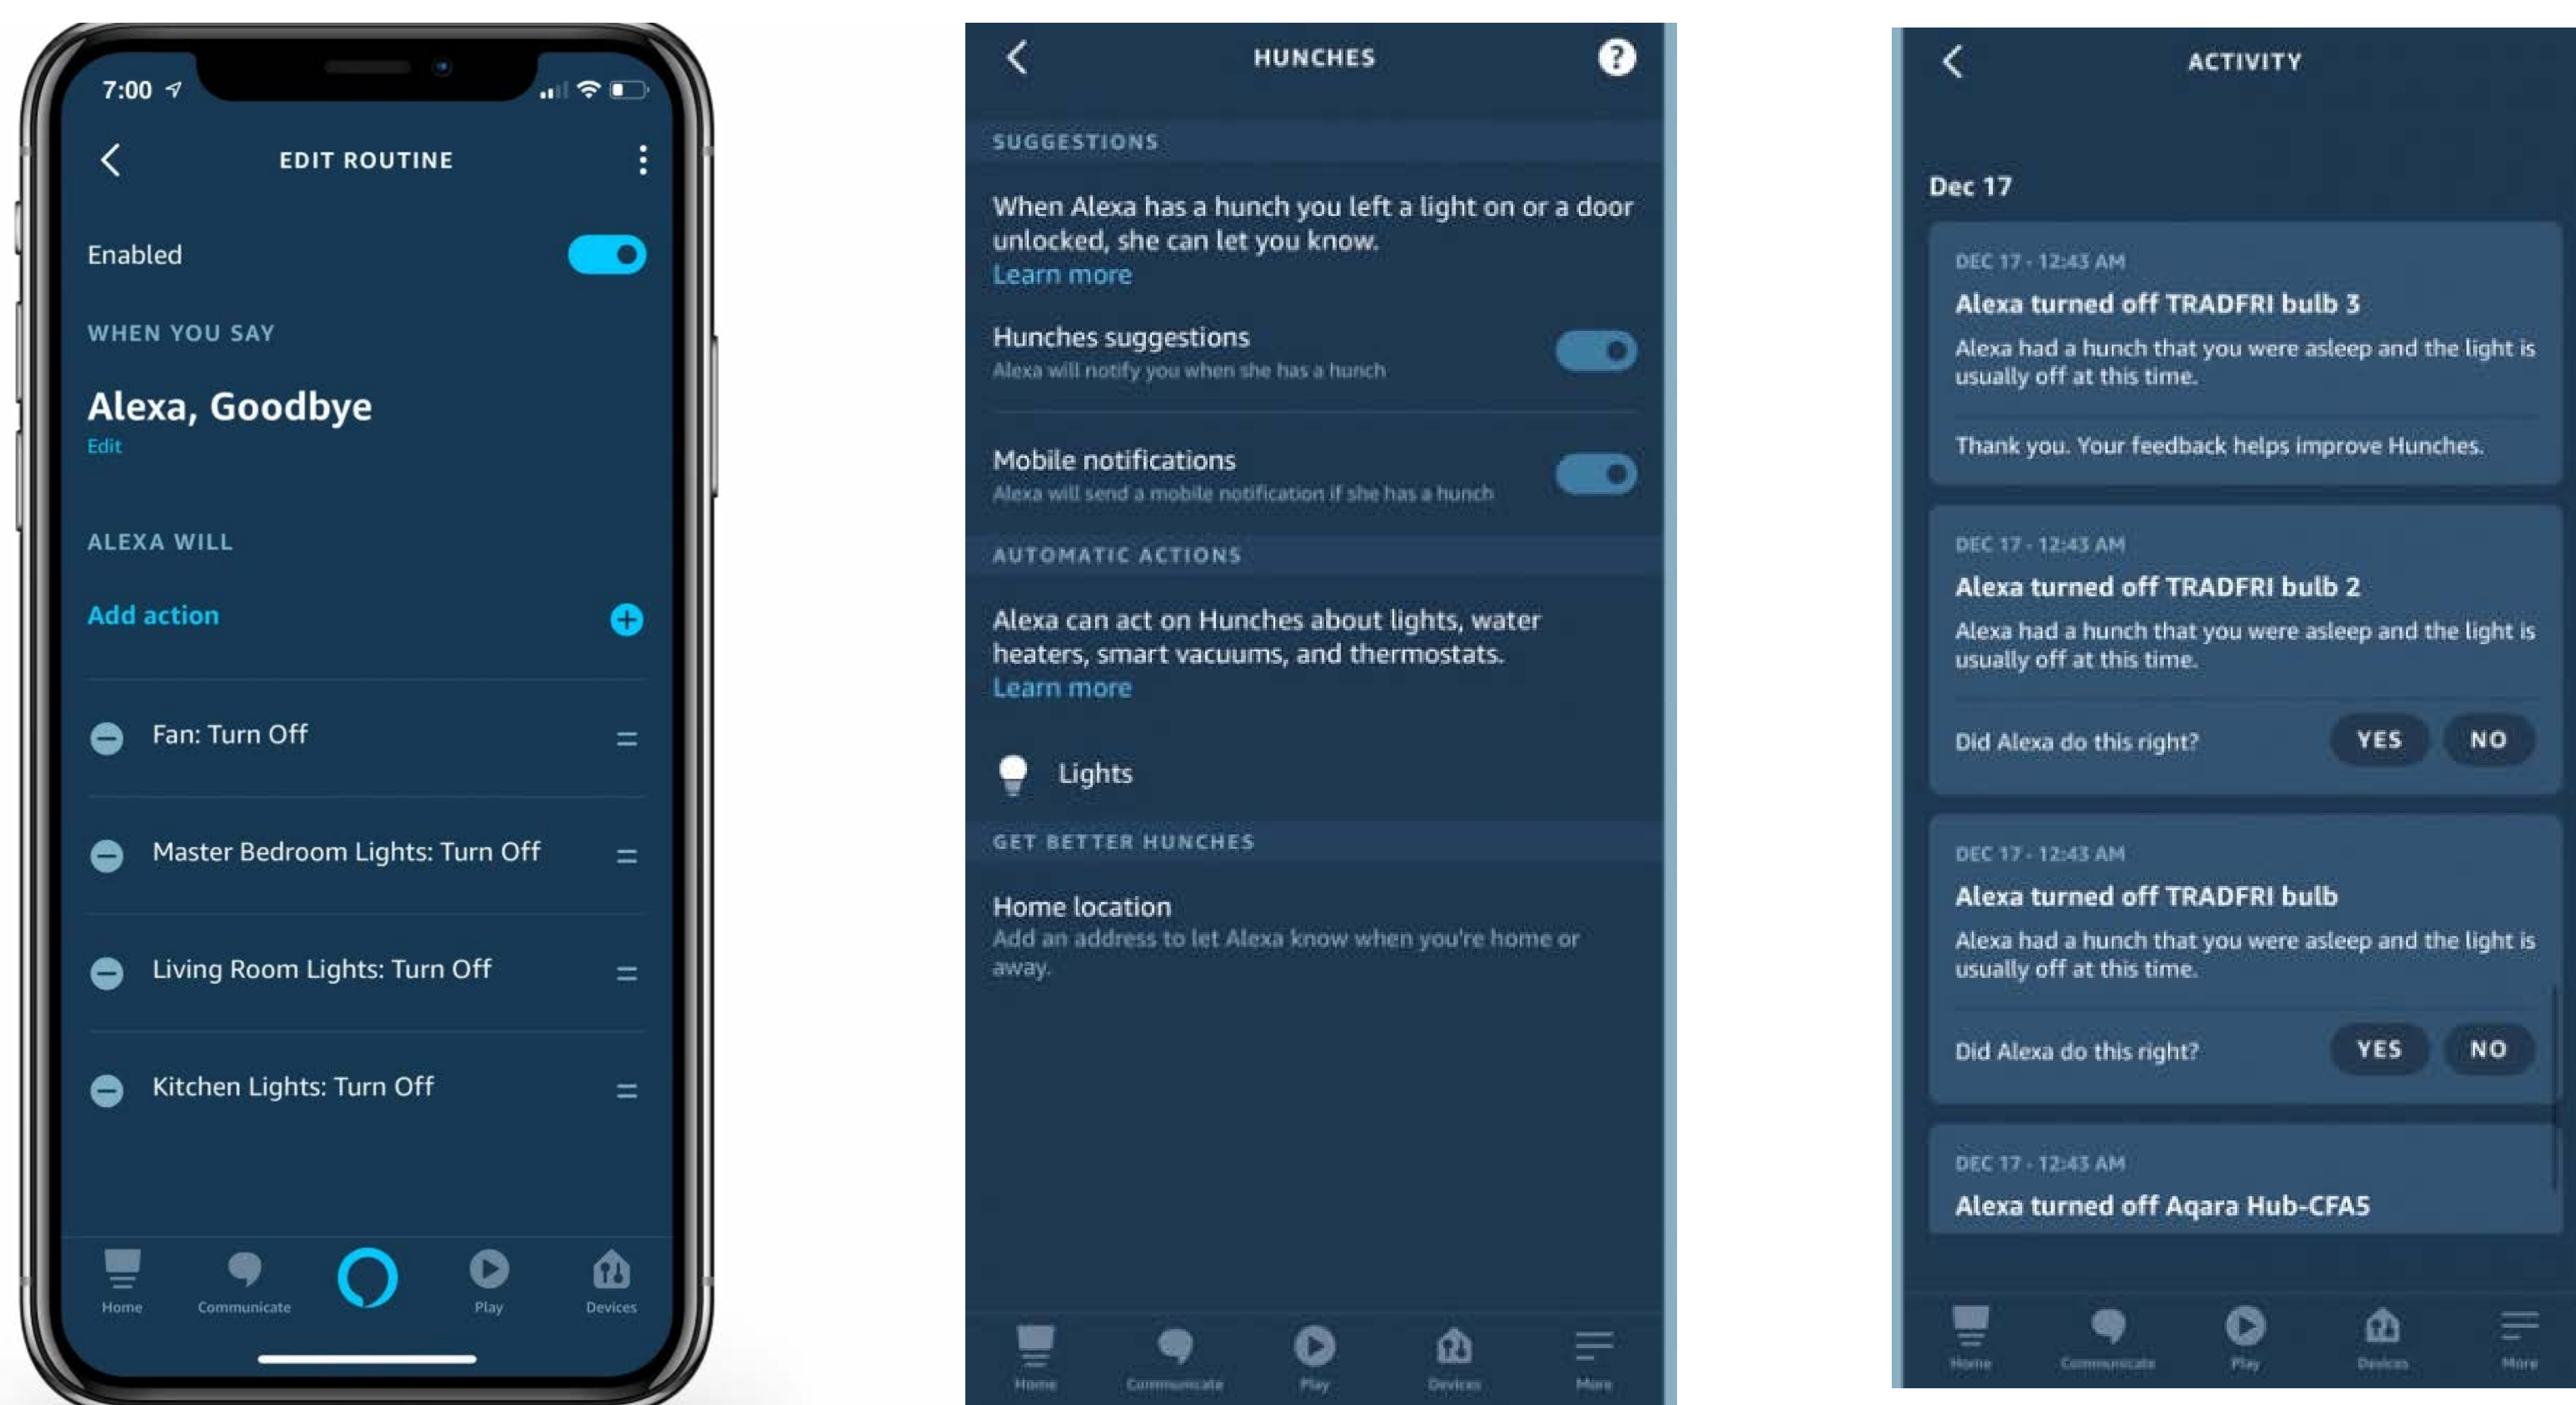 7:00
EDIT ROUTINE
Enabled
WHEN YOU SAY
Alexa, Goodbye
Edit
ALEXA WILL
Add action
Fan: Turn Off
Master Bedroom Lights: Turn Off
Living Room Lights: Turn Off
Kitchen Lights: Turn Off
Home
Communicate
Play
Devices
HUNCHES
?
SUGGESTIONS
When Alexa has a hunch you left a light on or a door
unlocked, she can let you know.
Learn more
Hunches suggestions
Alexa will notify you when she has a hunch
Mobile notifications
Alexa will send a mobile notification if she has a hunch
AUTOMATIC ACTIONS
Alexa can act on Hunches about lights, water
heaters, smart vacuums, and thermostats.
Learn more
Lights
GET BETTER HUNCHES
Home location
Add an address to let Alexa know when you're home or
away.
Home
Communicate
Play
Devices
More
ACTIVITY
Dec 17
DEC 17 - 12:43 AM
Alexa turned off TRADFRI bulb 3
Alexa had a hunch that you were asleep and the light is
usually off at this time.
Thank you. Your feedback helps improve Hunches.
DEC 17 - 12:43 AM
Alexa turned off TRADFRI bulb 2
Alexa had a hunch that you were asleep and the light is
usually off at this time.
Did Alexa do this right?
YES
NO
DEC 17 - 12:43 AM
Alexa turned off TRADFRI bulb
Alexa had a hunch that you were asleep and the light is
usually off at this time.
Did Alexa do this right?
YES
NO
DEC 17 - 12:43 AM
Alexa turned off Aqara Hub-CFA5
Home
Communicate
Play
Devices
More